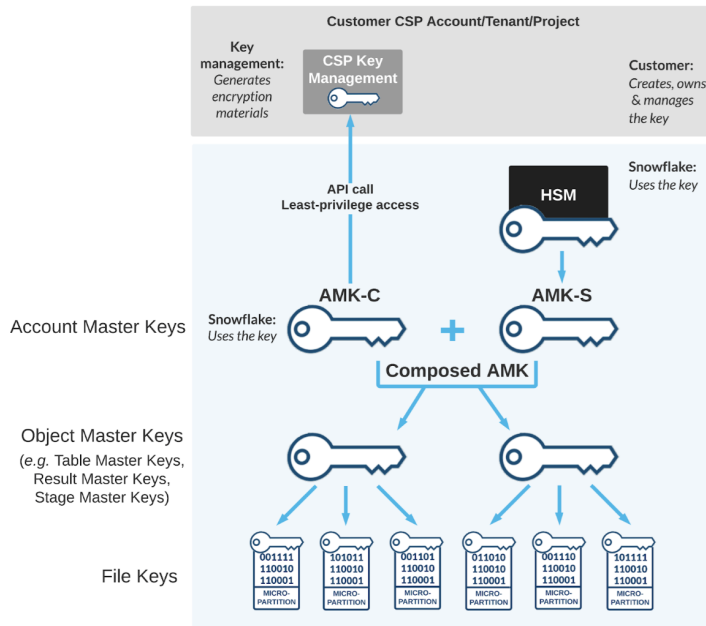 Customer CSP Account/Tenant/Project
Key
management:
Generates
encryption
materials
CSP Key
Management
Customer:
Creates, owns
& manages
the key
API call
Least-privilege access
HSM
Snowflake:
Uses the key
AMK-C
AMK-S
Account Master Keys
Snowflake:
Uses the key
+
Composed AMK
Object Master Keys
(e.g. Table Master Keys,
Result Master Keys,
Stage Master Keys)
File Keys
001111
110010
110001
MICRO-
PARTITION
101011
110010
110001
MICRO-
PARTITION
001101
110010
110001
MICRO-
PARTITION
011010
110010
110001
MICRO-
PARTITION
001110
110010
110001
MICRO-
PARTITION
101111
110010
110001
MICRO-
PARTITION